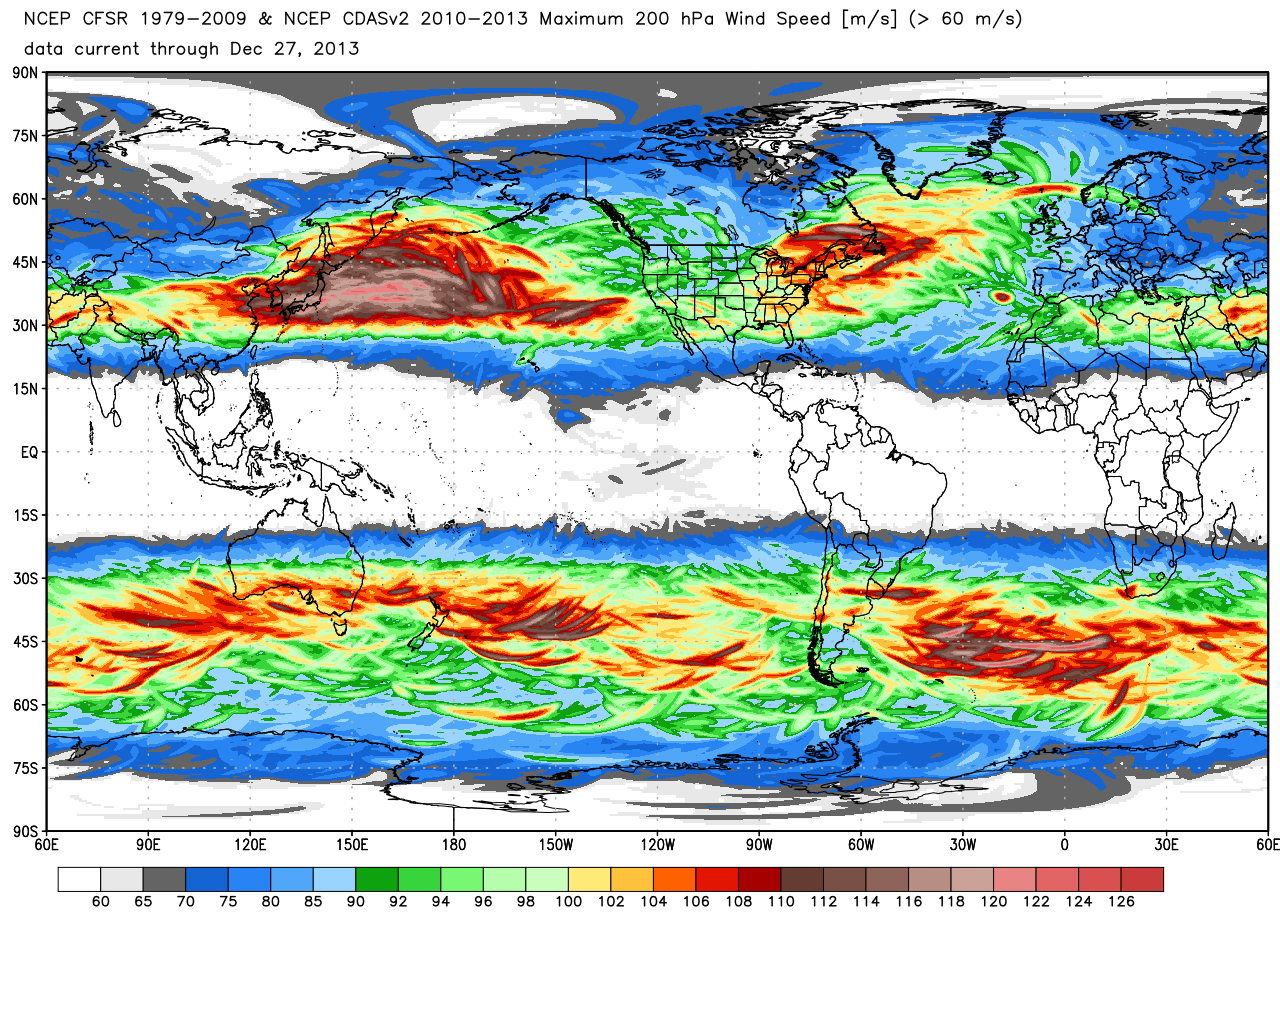 NCEP CFSR 1979-2009 & NCEP CDASv2 2010-2013 Maximum 200 hPa Wind Speed [m/s] (> 60 m/s)
data current through Dec 27, 2013
90N
75N
60N
45N
30N
15N
EQ
15S
30S
45S
60S
75S
90S
60E 90E 120E 150E 180 150W 120W 90W 60W 30W 0 30E 60E
60 65 70 75 80 85 90 92 94 96 98 100 102 104 106 108 110 112 114 116 118 120 122 124 126